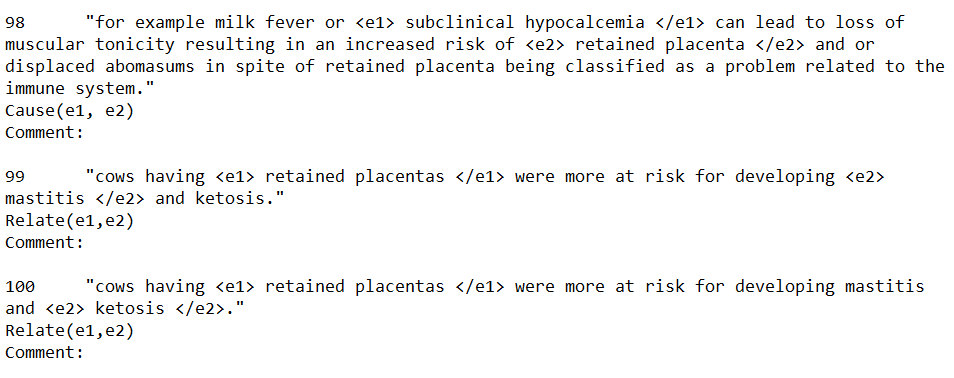 98 "for example milk fever or <e1> subclinical hypocalcemia </e1> can lead to loss of
muscular tonicity resulting in an increased risk of <e2> retained placenta </e2> and or
displaced abomasums in spite of retained placenta being classified as a problem related to the
immune system."
Cause(e1, e2)
Comment:
99 "cows having <e1> retained placentas </e1> were more at risk for developing <e2>
mastitis </e2> and ketosis."
Relate(e1,e2)
Comment:
100 "cows having <e1> retained placentas </e1> were more at risk for developing mastitis
and <e2> ketosis </e2>."
Relate(e1,e2)
Comment: